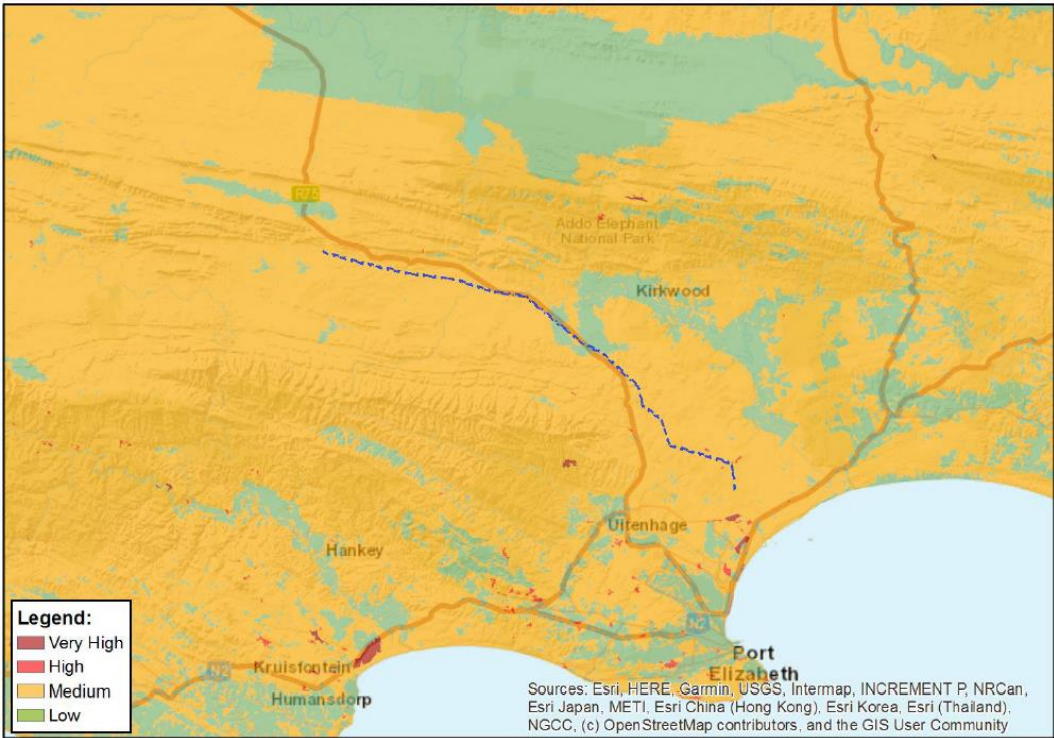 R75
Addo Elephant
National Park
Kirkwood
Uitenhage
Hankey
Legend:
Very High
High
Medium
Low
N2
N2
Kruisfontein
Humansdorp
Port
Elizabeth
Sources: Esri, HERE, Garmin, USGS, Intermap, INCREMENT P, NRCan,
Esri Japan, METI, Esri China (Hong Kong), Esri Korea, Esri (Thailand),
NGCC, (c) OpenStreetMap contributors, and the GIS User Community